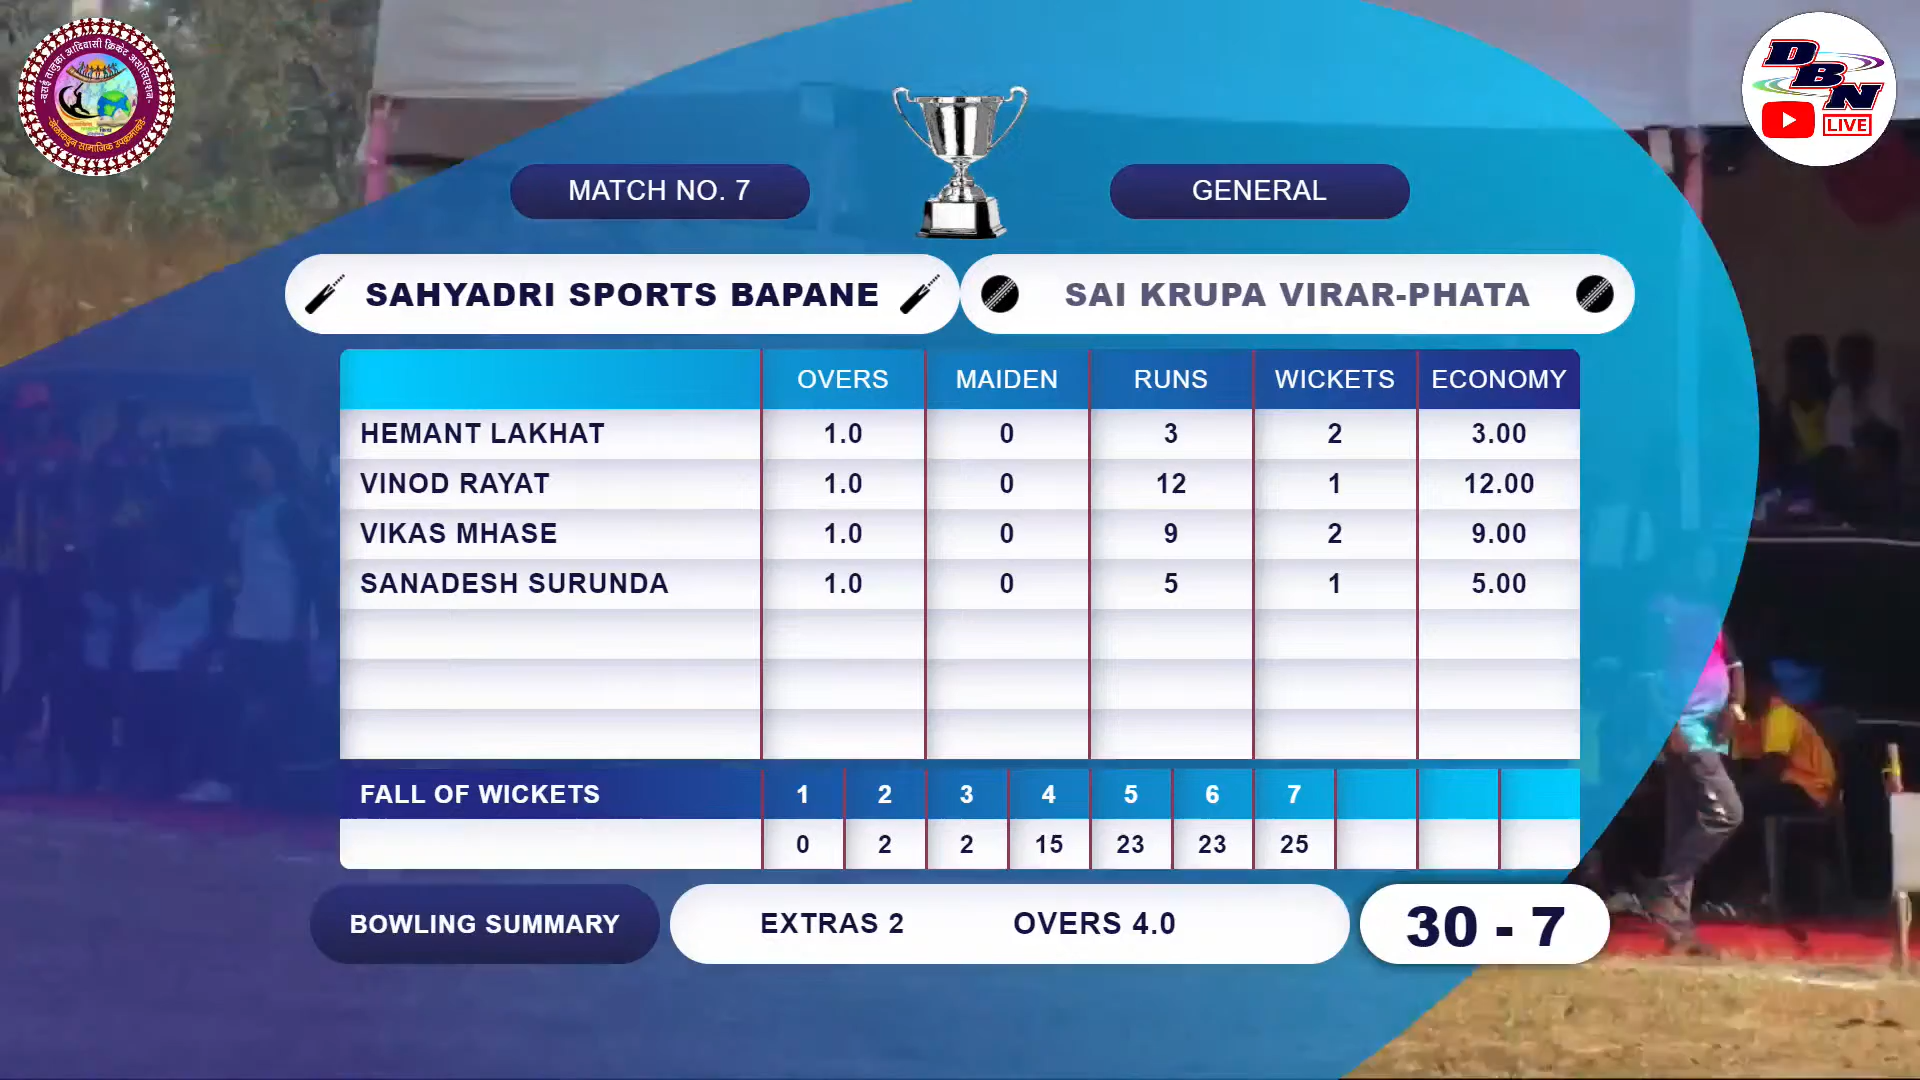 वसई तालुका आदिवासी क्रिकेट असोसिएशन
DBN
LIVE
MATCH NO. 7
GENERAL
SAHYADRI SPORTS BAPANE
SAI KRUPA VIRAR-PHATA
OVERS MAIDEN RUNS WICKETS ECONOMY
HEMANT LAKHAT 1.0 0 3 2 3.00
VINOD RAYAT 1.0 0 12 1 12.00
VIKAS MHASE 1.0 0 9 2 9.00
SANADESH SURUNDA 1.0 0 5 1 5.00
FALL OF WICKETS 1 2 3 4 5 6 7
0 2 2 15 23 23 25
BOWLING SUMMARY
EXTRAS 2 OVERS 4.0
30 - 7